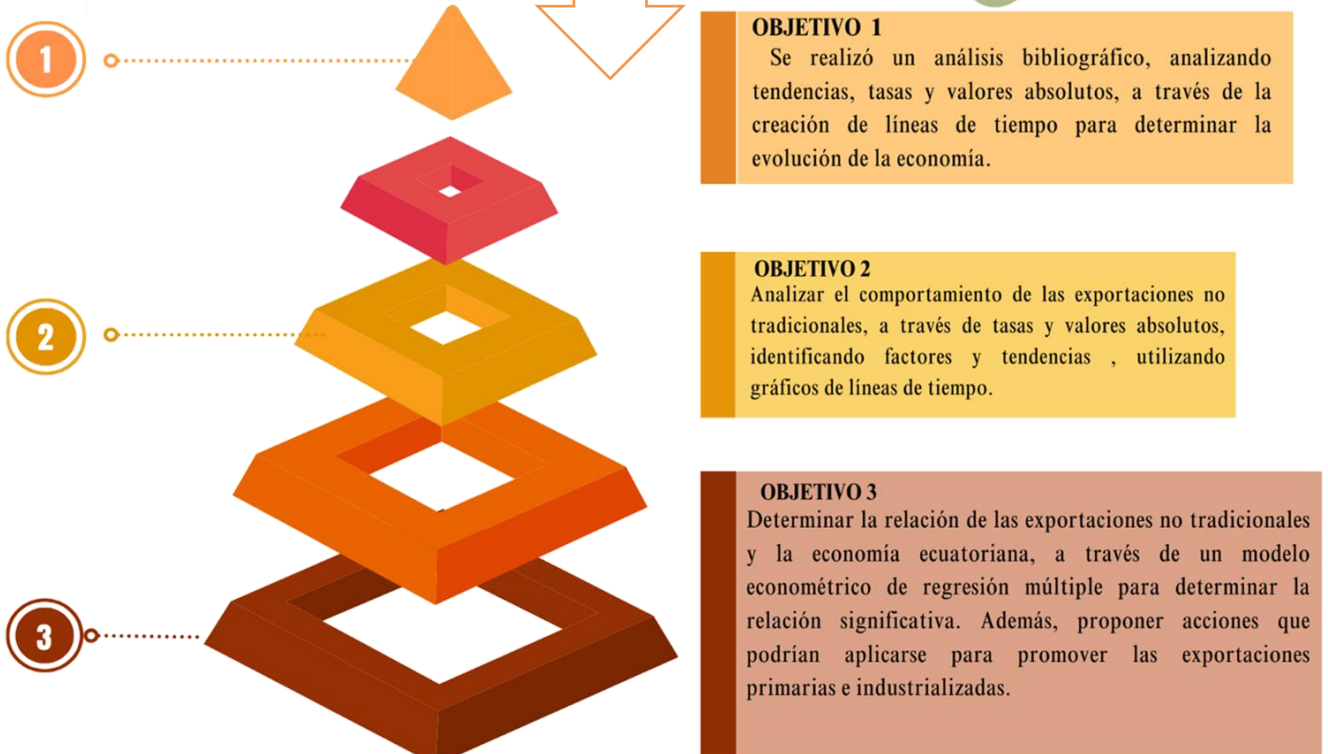 1
OBJETIVO 1
Se realizó un análisis bibliográfico, analizando
tendencias, tasas y valores absolutos, a través de la
creación de líneas de tiempo para determinar la
evolución de la economía.
2
OBJETIVO 2
Analizar el comportamiento de las exportaciones no
tradicionales, a través de tasas y valores absolutos,
identificando factores y tendencias , utilizando
gráficos de líneas de tiempo.
3
OBJETIVO 3
Determinar la relación de las exportaciones no tradicionales
y la economía ecuatoriana, a través de un modelo
econométrico de regresión múltiple para determinar la
relación significativa. Además, proponer acciones que
podrían aplicarse para promover las exportaciones
primarias e industrializadas.